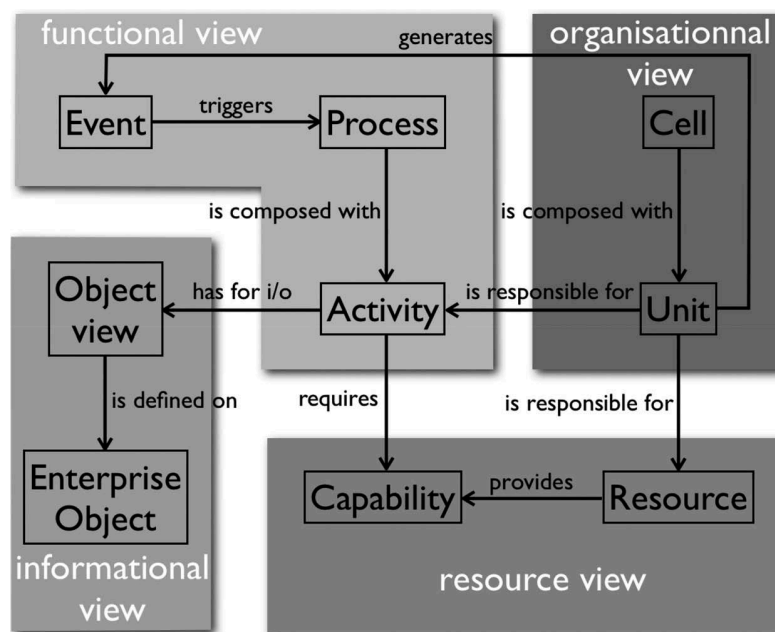 functional view
generates
organisationnal
view
Event
triggers
Process
Cell
is composed with
is composed with
Object
view
has for i/o
Activity
is responsible for
Unit
is defined on
requires
is responsible for
Enterprise
Object
Capability
provides
Resource
informational
view
resource view